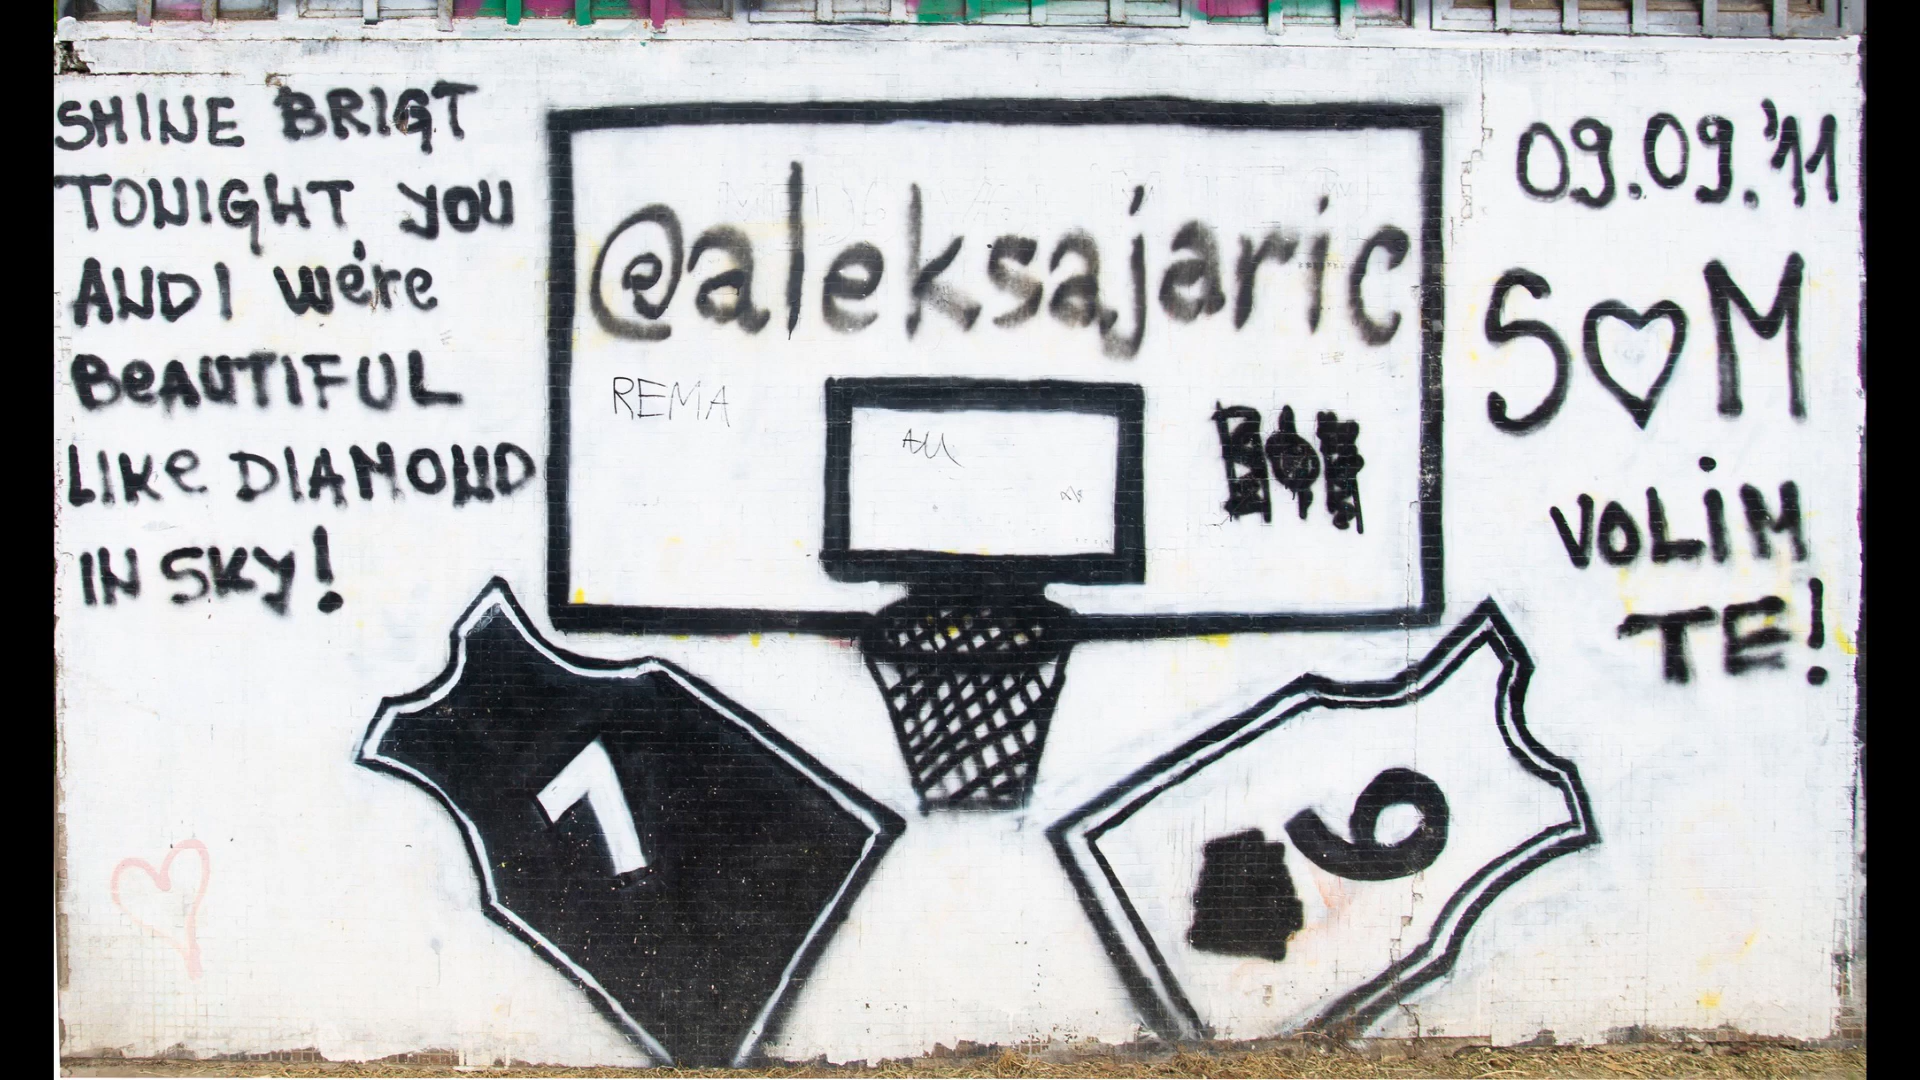 SHINE BRIGT
TONIGHT YOU
AND I we're
BeAUTIFUL
LIKe DIAMOND
IN SKY!
@aleksajaric
REMA
1
6
09.09.'11
S♡M
VOLiM
TE!